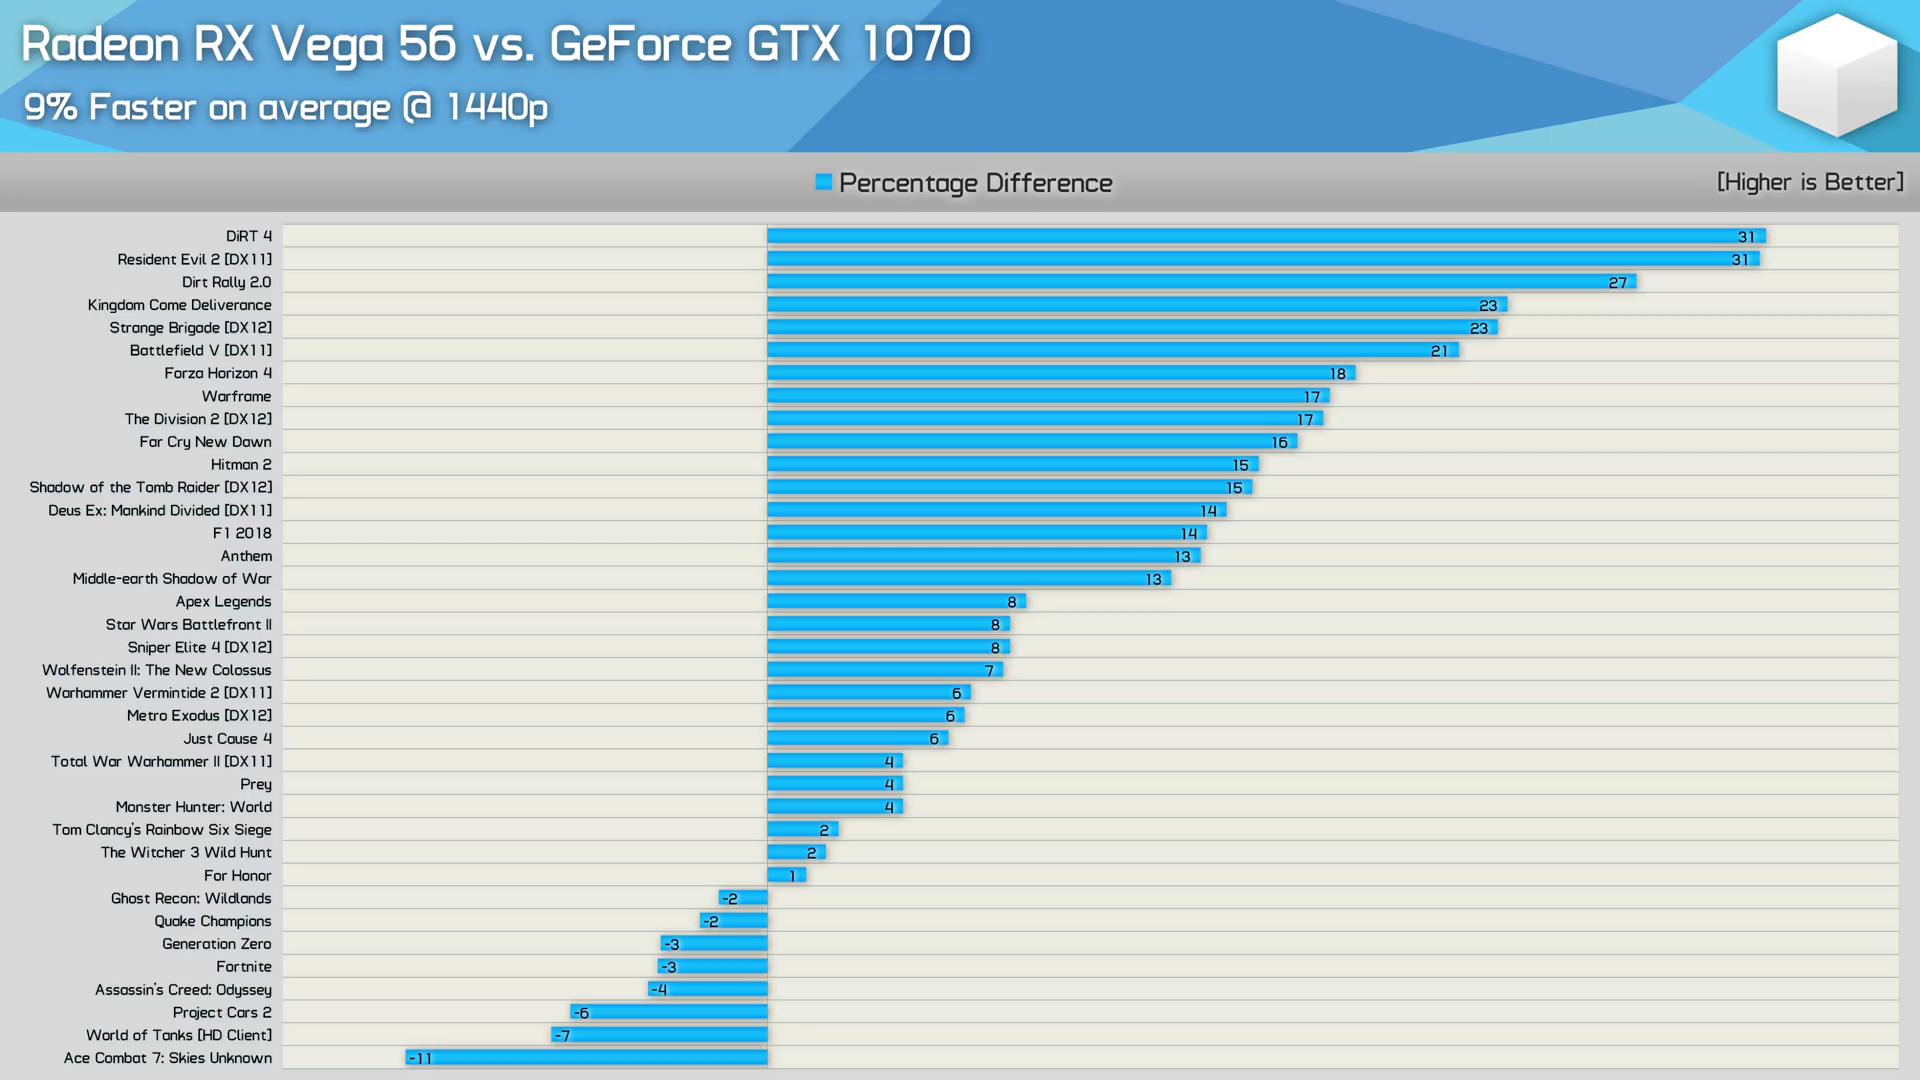 Radeon RX Vega 56 vs. GeForce GTX 1070
9% Faster on average @ 1440p
Percentage Difference
[Higher is Better]
DiRT 4 31
Resident Evil 2 [DX11] 31
Dirt Rally 2.0 27
Kingdom Come Deliverance 23
Strange Brigade [DX12] 23
Battlefield V [DX11] 21
Forza Horizon 4 18
Warframe 17
The Division 2 [DX12] 17
Far Cry New Dawn 16
Hitman 2 15
Shadow of the Tomb Raider [DX12] 15
Deus Ex: Mankind Divided [DX11] 14
F1 2018 14
Anthem 13
Middle-earth Shadow of War 13
Apex Legends 8
Star Wars Battlefront II 8
Sniper Elite 4 [DX12] 8
Wolfenstein II: The New Colossus 7
Warhammer Vermintide 2 [DX11] 6
Metro Exodus [DX12] 6
Just Cause 4 6
Total War Warhammer II [DX11] 4
Prey 4
Monster Hunter: World 4
Tom Clancy's Rainbow Six Siege 2
The Witcher 3 Wild Hunt 2
For Honor 1
Ghost Recon: Wildlands -2
Quake Champions -2
Generation Zero -3
Fortnite -3
Assassin's Creed: Odyssey -4
Project Cars 2 -6
World of Tanks [HD Client] -7
Ace Combat 7: Skies Unknown -11